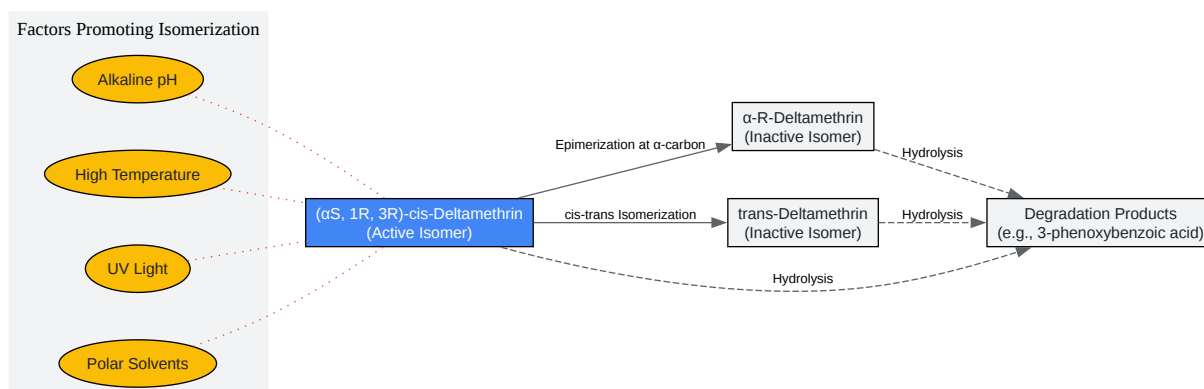 Factors Promoting Isomerization
Alkaline pH
High Temperature
UV Light
Polar Solvents
(αS, 1R, 3R)-cis-Deltamethrin
(Active Isomer)
Epimerization at α-carbon
cis-trans Isomerization
α-R-Deltamethrin
(Inactive Isomer)
trans-Deltamethrin
(Inactive Isomer)
Hydrolysis
Hydrolysis
Hydrolysis
Degradation Products
(e.g., 3-phenoxybenzoic acid)